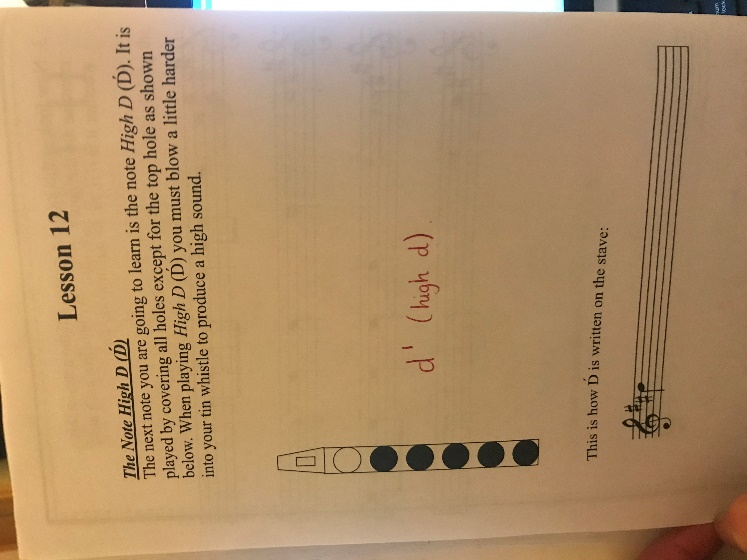 Lesson 12
The Note High D (D́)
The next note you are going to learn is the note High D (D́). It is
played by covering all holes except for the top hole as shown
below. When playing High D (D́) you must blow a little harder
into your tin whistle to produce a high sound.
d' (high d).
This is how D́ is written on the stave: